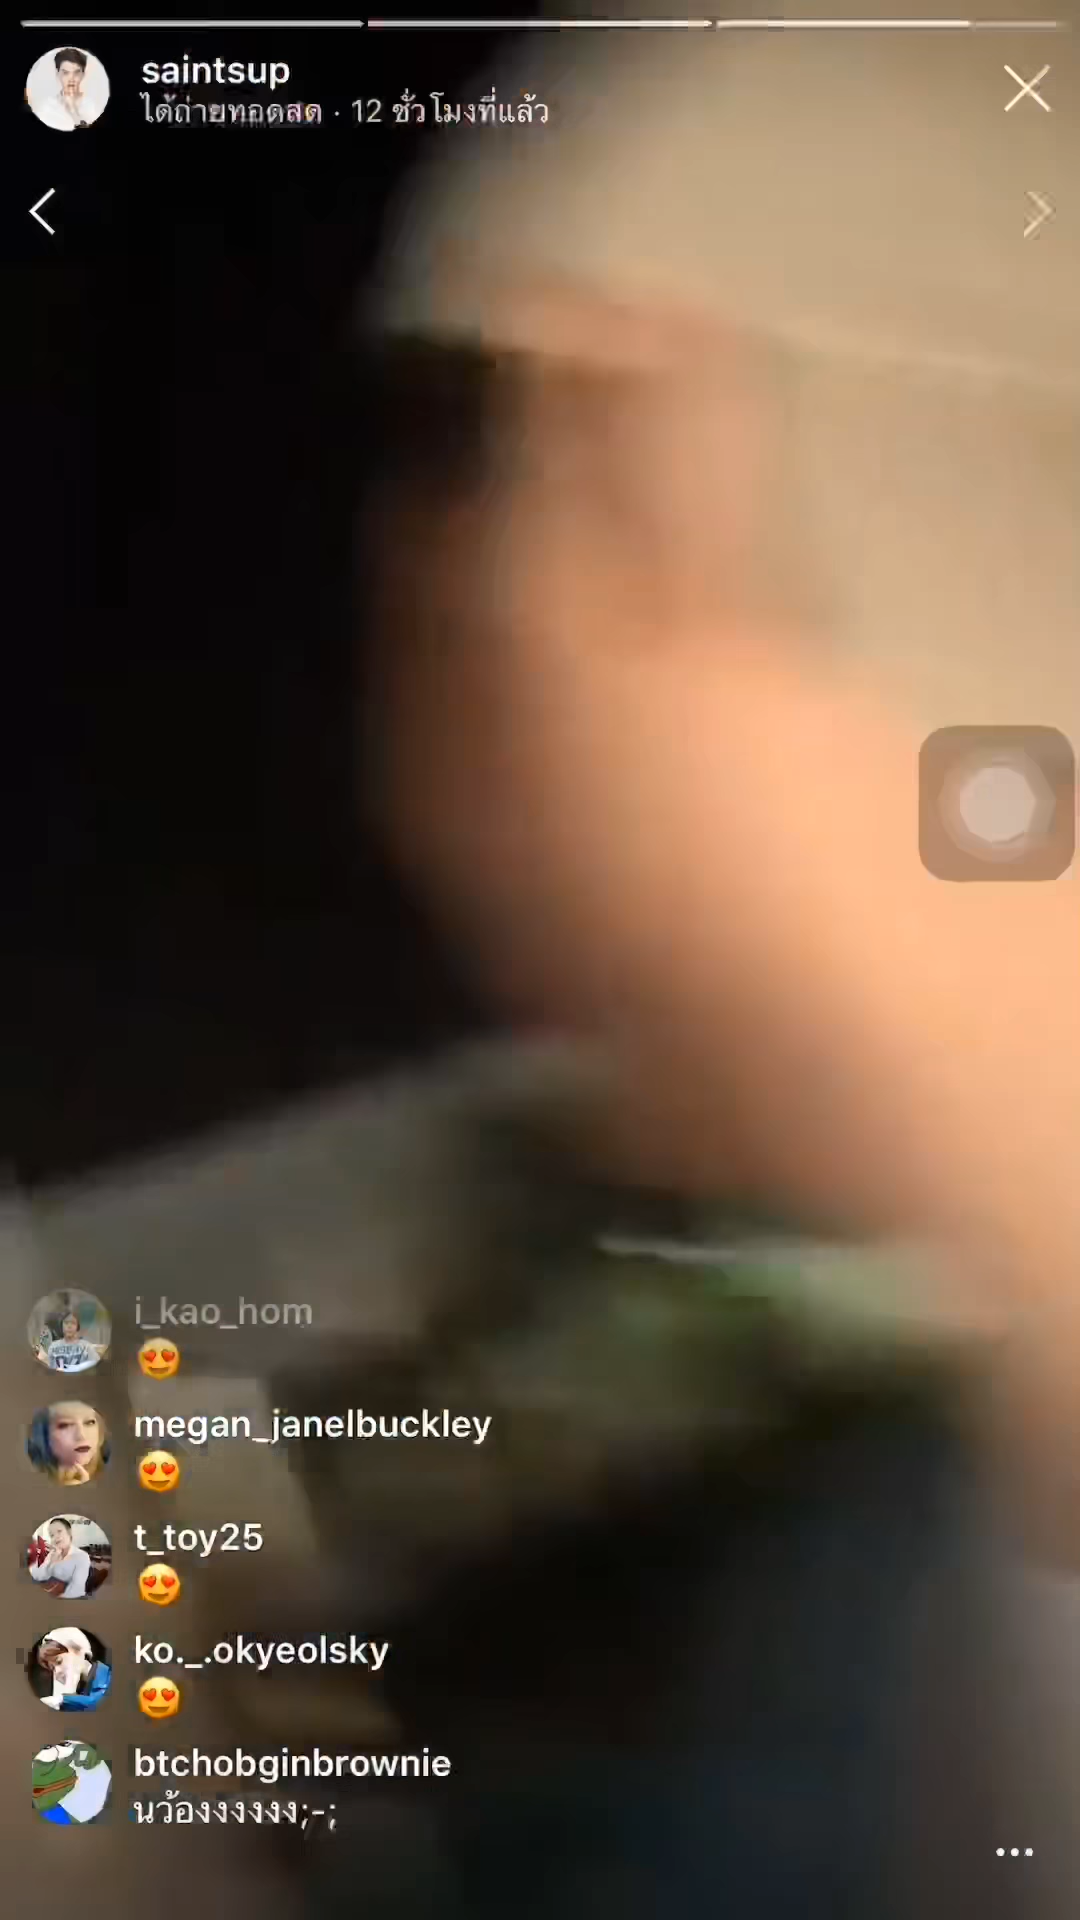 saintsup
ได้ถ่ายทอดสด · 12 ชั่วโมงที่แล้ว
i_kao_hom
😍
megan_janelbuckley
😍
t_toy25
😍
ko._.okyeolsky
😍
btchobginbrownie
นว้องงงงงง;-;